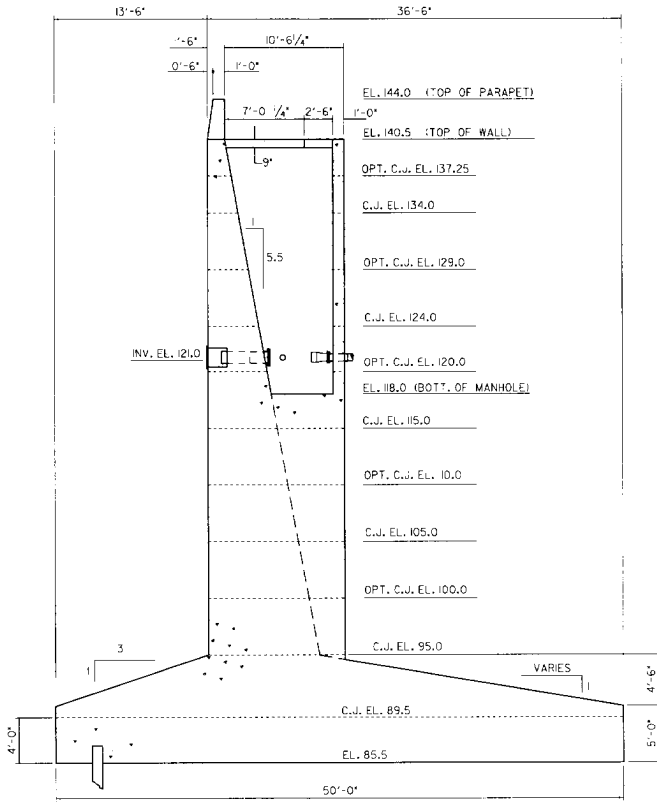 13'-6" 36'-6"
1'-6" 10'-6 1/4"
0'-6" 1'-0"
EL. 144.0 (TOP OF PARAPET)
7'-0 1/4" 2'-6" 1'-0"
EL. 140.5 (TOP OF WALL)
9"
OPT. C.J. EL. 137.25
C.J. EL. 134.0
1
5.5
OPT. C.J. EL. 129.0
C.J. EL. 124.0
INV. EL. 121.0
OPT. C.J. EL. 120.0
EL. 118.0 (BOTT. OF MANHOLE)
C.J. EL. 115.0
OPT. C.J. EL. 10.0
C.J. EL. 105.0
OPT. C.J. EL. 100.0
C.J. EL. 95.0
3
1
VARIES
1
4'-6"
C.J. EL. 89.5
4'-0"
5'-0"
EL. 85.5
50'-0"